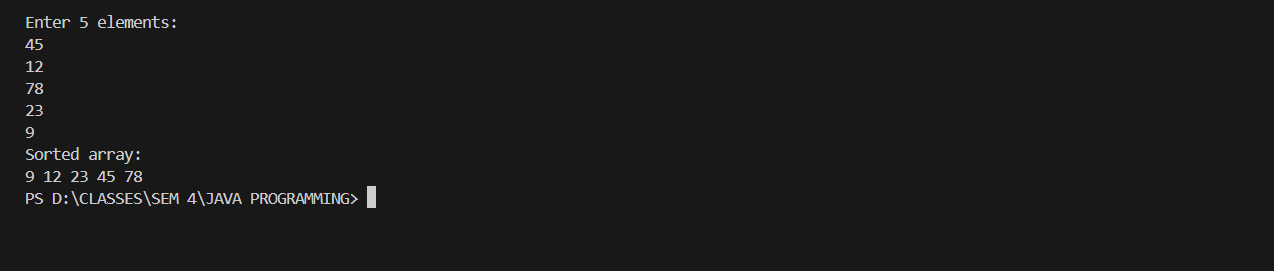 Enter 5 elements:
45
12
78
23
9
Sorted array:
9 12 23 45 78
PS D:\CLASSES\SEM 4\JAVA PROGRAMMING>